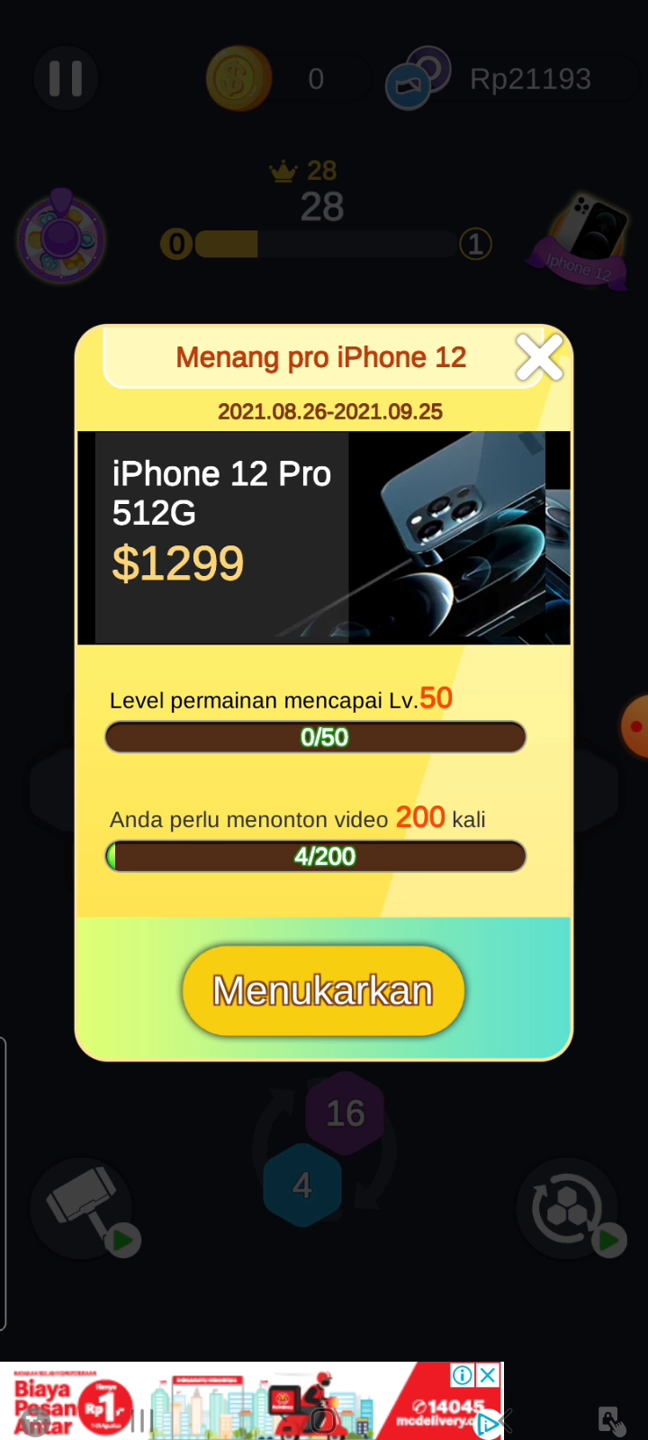 0
Rp21193
28
28
0
1
Iphone 12
Menang pro iPhone 12
2021.08.26-2021.09.25
iPhone 12 Pro
512G
$1299
Level permainan mencapai Lv.50
0/50
Anda perlu menonton video 200 kali
4/200
Menukarkan
16
4
Biaya
Pesan
Antar
Hanya
Rp1
14045
mcdelivery.co